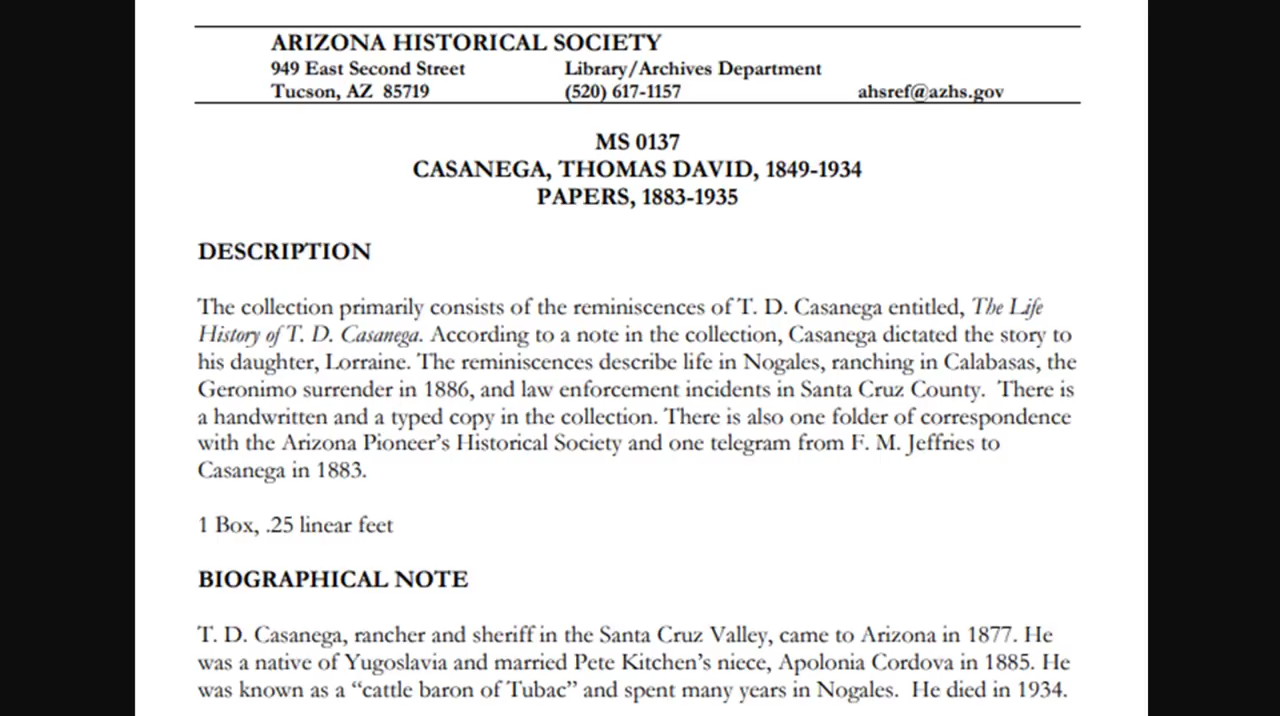 ARIZONA HISTORICAL SOCIETY
949 East Second Street Library/Archives Department
Tucson, AZ 85719 (520) 617-1157 ahsref@azhs.gov
MS 0137
CASANEGA, THOMAS DAVID, 1849-1934
PAPERS, 1883-1935
DESCRIPTION
The collection primarily consists of the reminiscences of T. D. Casanega entitled, The Life
History of T. D. Casanega. According to a note in the collection, Casanega dictated the story to
his daughter, Lorraine. The reminiscences describe life in Nogales, ranching in Calabasas, the
Geronimo surrender in 1886, and law enforcement incidents in Santa Cruz County. There is
a handwritten and a typed copy in the collection. There is also one folder of correspondence
with the Arizona Pioneer’s Historical Society and one telegram from F. M. Jeffries to
Casanega in 1883.
1 Box, .25 linear feet
BIOGRAPHICAL NOTE
T. D. Casanega, rancher and sheriff in the Santa Cruz Valley, came to Arizona in 1877. He
was a native of Yugoslavia and married Pete Kitchen’s niece, Apolonia Cordova in 1885. He
was known as a “cattle baron of Tubac” and spent many years in Nogales. He died in 1934.